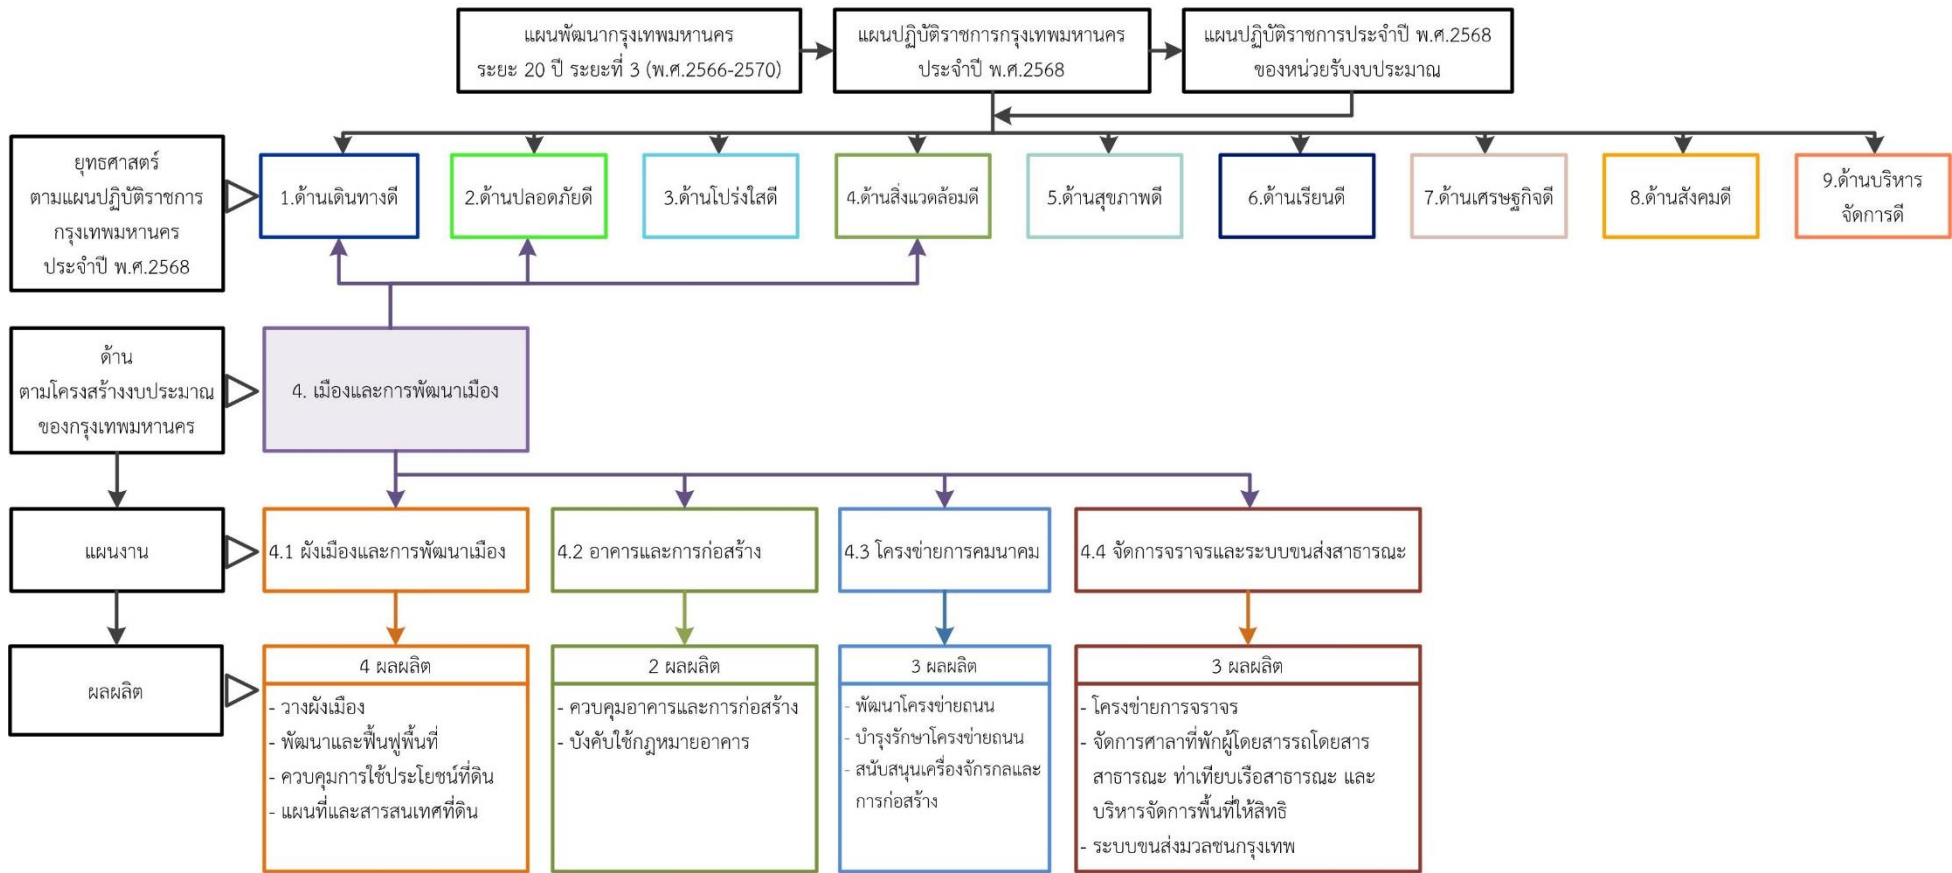 แผนพัฒนากรุงเทพมหานคร
ระยะ 20 ปี ระยะที่ 3 (พ.ศ.2566-2570)
แผนปฏิบัติราชการกรุงเทพมหานคร
ประจำปี พ.ศ.2568
แผนปฏิบัติราชการประจำปี พ.ศ.2568
ของหน่วยรับงบประมาณ
ยุทธศาสตร์
ตามแผนปฏิบัติราชการ
กรุงเทพมหานคร
ประจำปี พ.ศ.2568
1.ด้านเดินทางดี
2.ด้านปลอดภัยดี
3.ด้านโปร่งใสดี
4.ด้านสิ่งแวดล้อมดี
5.ด้านสุขภาพดี
6.ด้านเรียนดี
7.ด้านเศรษฐกิจดี
8.ด้านสังคมดี
9.ด้านบริหาร
จัดการดี
ด้าน
ตามโครงสร้างงบประมาณ
ของกรุงเทพมหานคร
4. เมืองและการพัฒนาเมือง
แผนงาน
4.1 ผังเมืองและการพัฒนาเมือง
4.2 อาคารและการก่อสร้าง
4.3 โครงข่ายการคมนาคม
4.4 จัดการจราจรและระบบขนส่งสาธารณะ
ผลผลิต
4 ผลผลิต
- วางผังเมือง
- พัฒนาและฟื้นฟูพื้นที่
- ควบคุมการใช้ประโยชน์ที่ดิน
- แผนที่และสารสนเทศที่ดิน
2 ผลผลิต
- ควบคุมอาคารและการก่อสร้าง
- บังคับใช้กฎหมายอาคาร
3 ผลผลิต
- พัฒนาโครงข่ายถนน
- บำรุงรักษาโครงข่ายถนน
- สนับสนุนเครื่องจักรกลและ
การก่อสร้าง
3 ผลผลิต
- โครงข่ายการจราจร
- จัดการศาลาที่พักผู้โดยสารรถโดยสาร
สาธารณะ ท่าเทียบเรือสาธารณะ และ
บริหารจัดการพื้นที่ให้สิทธิ
- ระบบขนส่งมวลชนกรุงเทพ